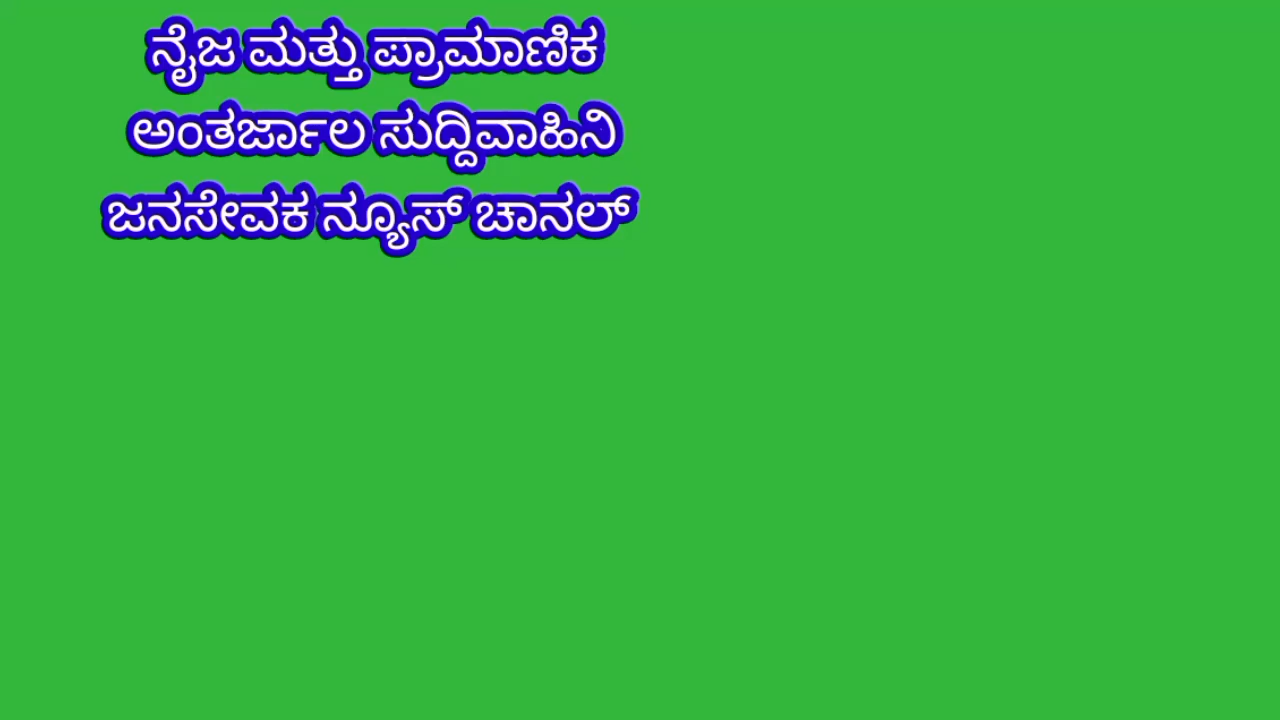 ನೈಜ ಮತ್ತು ಪ್ರಾಮಾಣಿಕ
ಅಂತರ್ಜಾಲ ಸುದ್ದಿವಾಹಿನಿ
ಜನಸೇವಕ ನ್ಯೂಸ್ ಚಾನಲ್